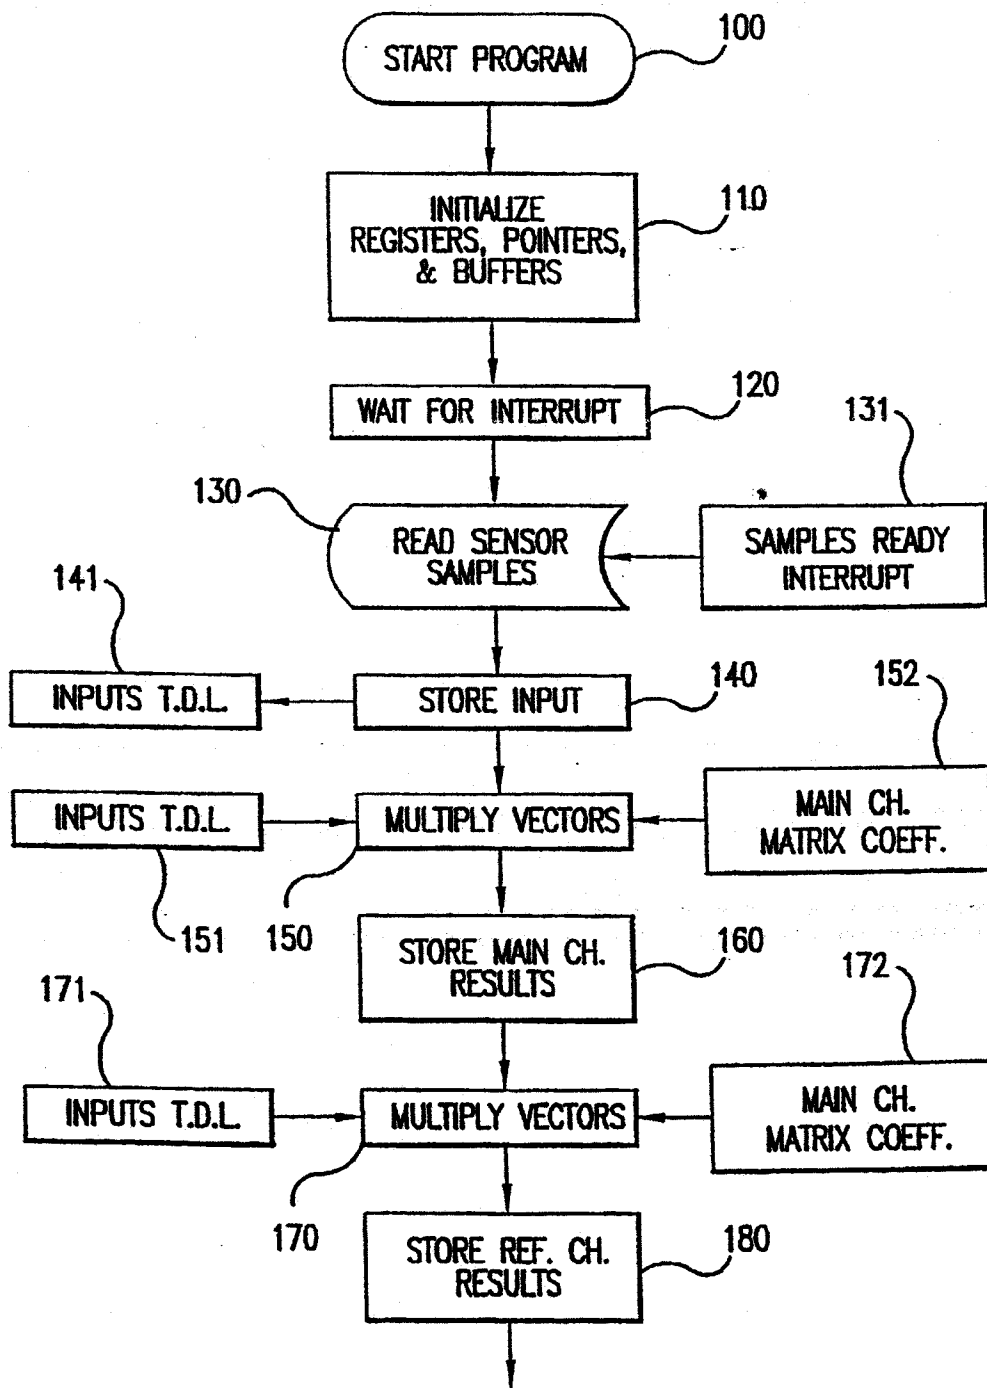 START PROGRAM
100
INITIALIZE
REGISTERS, POINTERS,
& BUFFERS
110
WAIT FOR INTERRUPT
120
130
READ SENSOR
SAMPLES
131
SAMPLES READY
INTERRUPT
141
INPUTS T.D.L.
STORE INPUT
140
152
INPUTS T.D.L.
MULTIPLY VECTORS
MAIN CH.
MATRIX COEFF.
151
150
STORE MAIN CH.
RESULTS
160
171
172
INPUTS T.D.L.
MULTIPLY VECTORS
MAIN CH.
MATRIX COEFF.
170
STORE REF. CH.
RESULTS
180